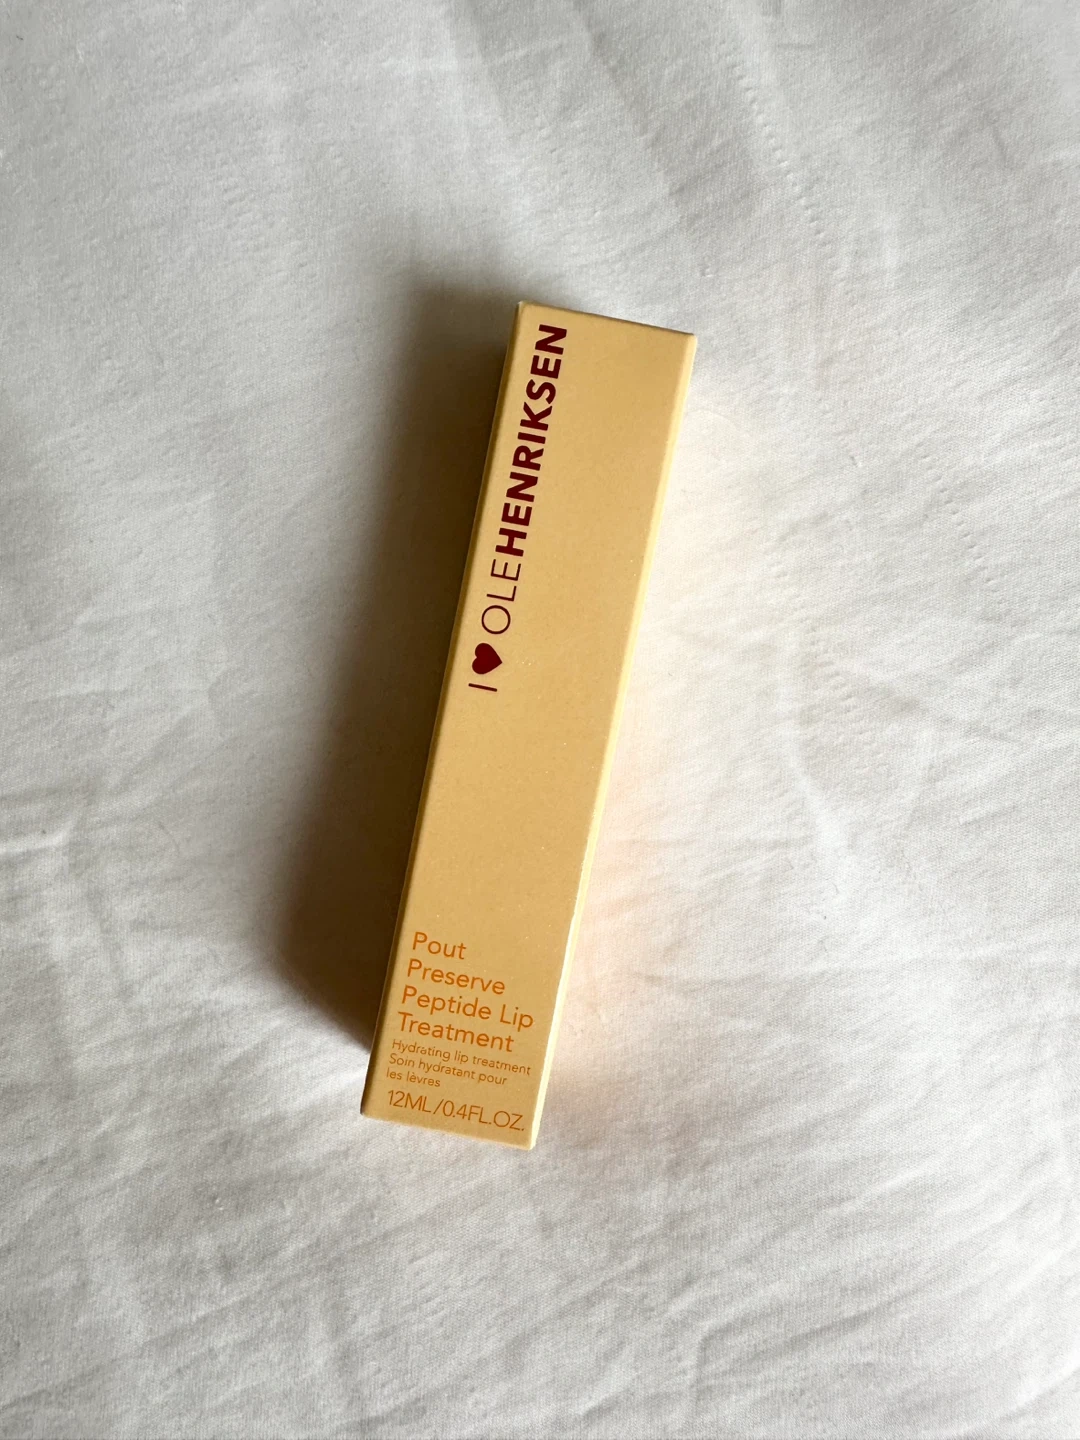 I ♥ OLEHENRIKSEN
Pout
Preserve
Peptide Lip
Treatment
Hydrating lip treatment
Soin hydratant pour
les lèvres
12ML/0.4FL.OZ.